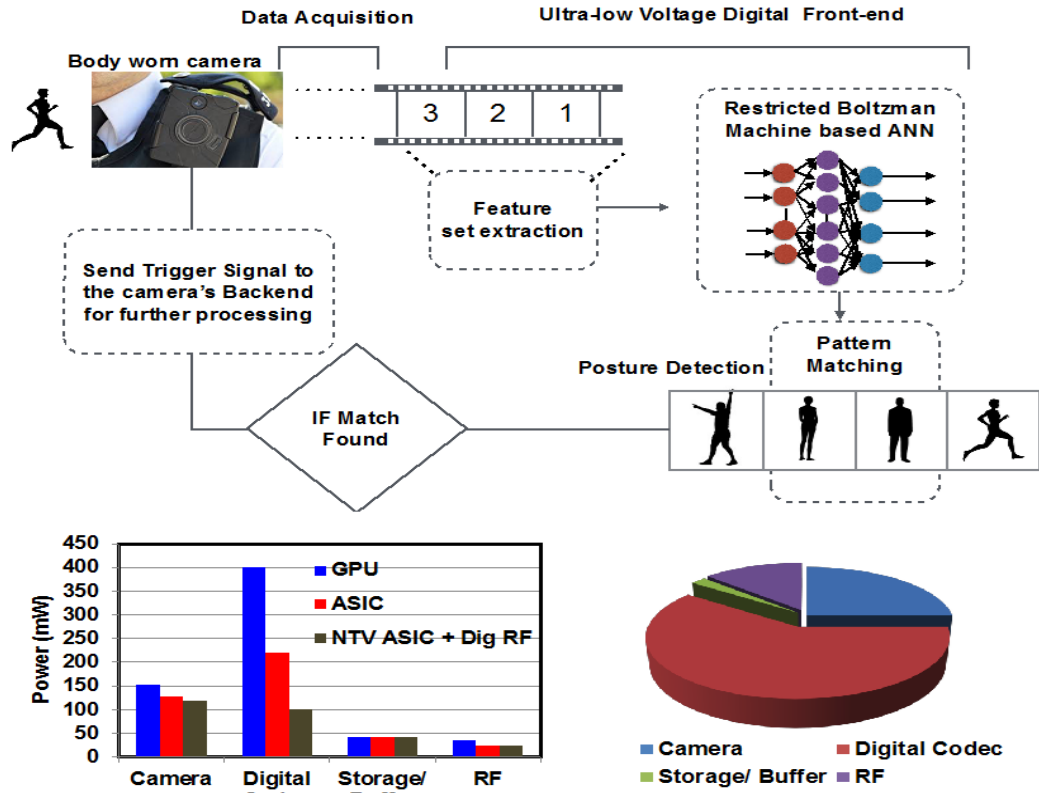 Data Acquisition
Ultra-low Voltage Digital Front-end
Body worn camera
3 2 1
Restricted Boltzman
Machine based ANN
Feature
set extraction
Send Trigger Signal to
the camera's Backend
for further processing
Pattern
Matching
Posture Detection
IF Match
Found
450
400
350
300
250
200
150
100
50
0
Power (mW)
GPU
ASIC
NTV ASIC + Dig RF
Camera
Digital
Storage/
RF
Camera
Digital Codec
Storage/ Buffer
RF